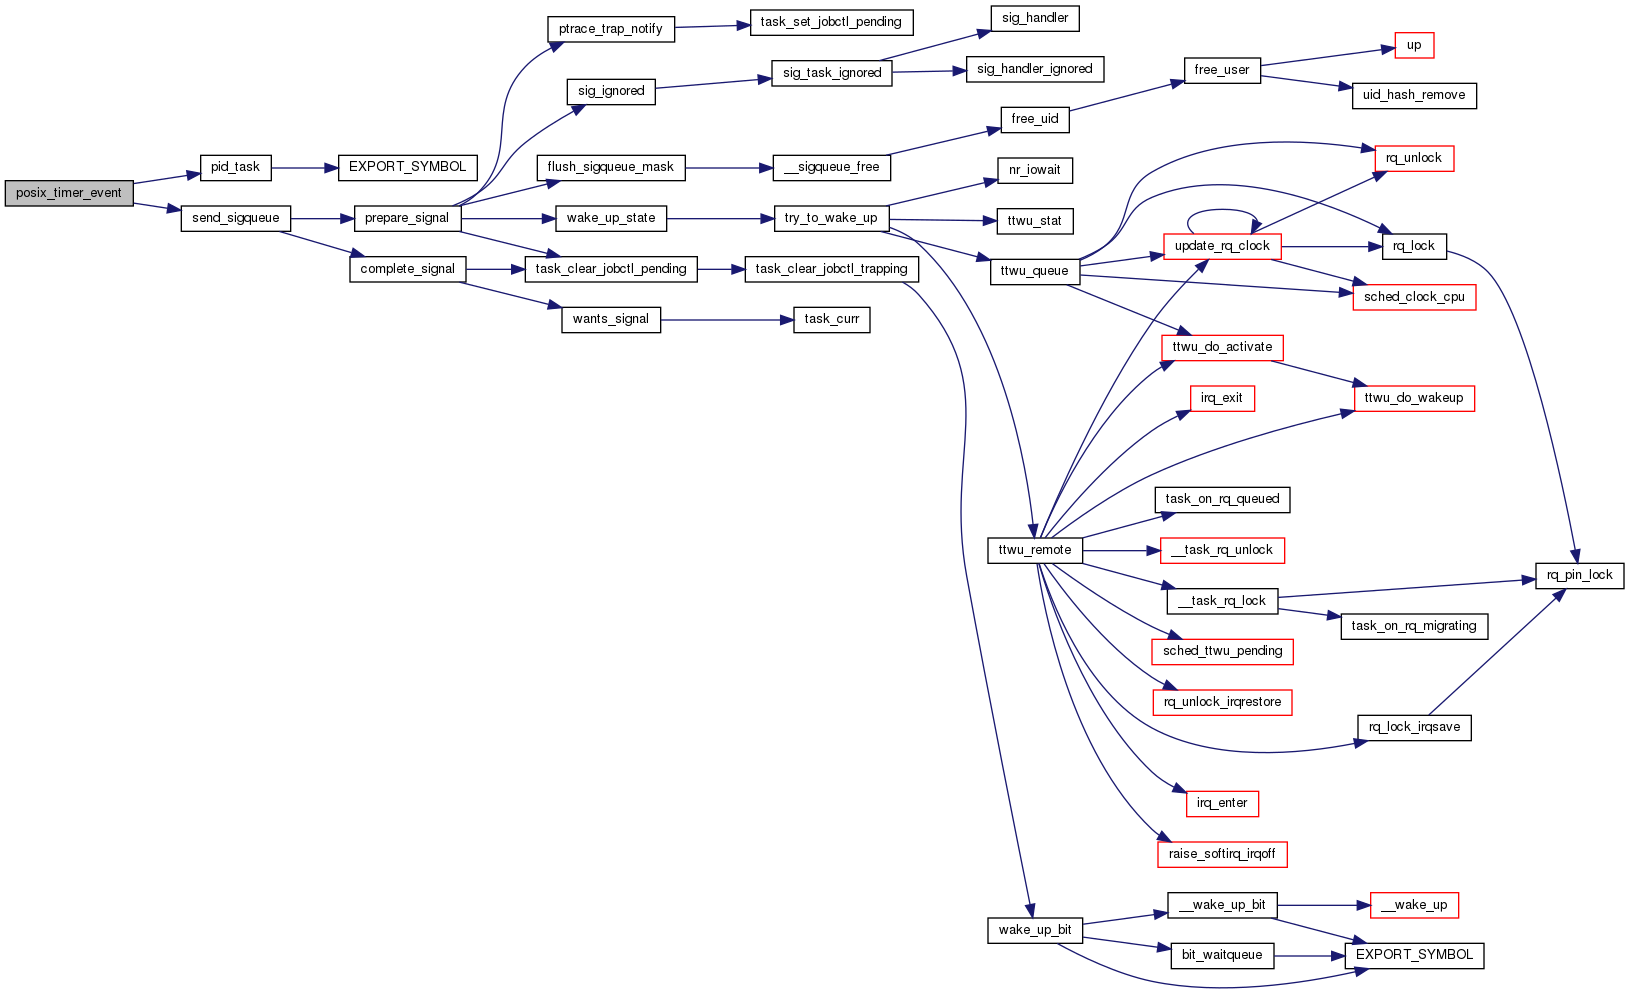 posix_timer_event
pid_task
EXPORT_SYMBOL
send_sigqueue
prepare_signal
complete_signal
ptrace_trap_notify
task_set_jobctl_pending
sig_ignored
sig_task_ignored
sig_handler
sig_handler_ignored
flush_sigqueue_mask
__sigqueue_free
free_uid
free_user
up
uid_hash_remove
wake_up_state
try_to_wake_up
nr_iowait
ttwu_stat
ttwu_queue
task_clear_jobctl_pending
task_clear_jobctl_trapping
wants_signal
task_curr
rq_unlock
update_rq_clock
rq_lock
sched_clock_cpu
ttwu_do_activate
irq_exit
ttwu_do_wakeup
task_on_rq_queued
ttwu_remote
__task_rq_unlock
__task_rq_lock
rq_pin_lock
task_on_rq_migrating
sched_ttwu_pending
rq_unlock_irqrestore
rq_lock_irqsave
irq_enter
raise_softirq_irqoff
wake_up_bit
__wake_up_bit
__wake_up
bit_waitqueue
EXPORT_SYMBOL